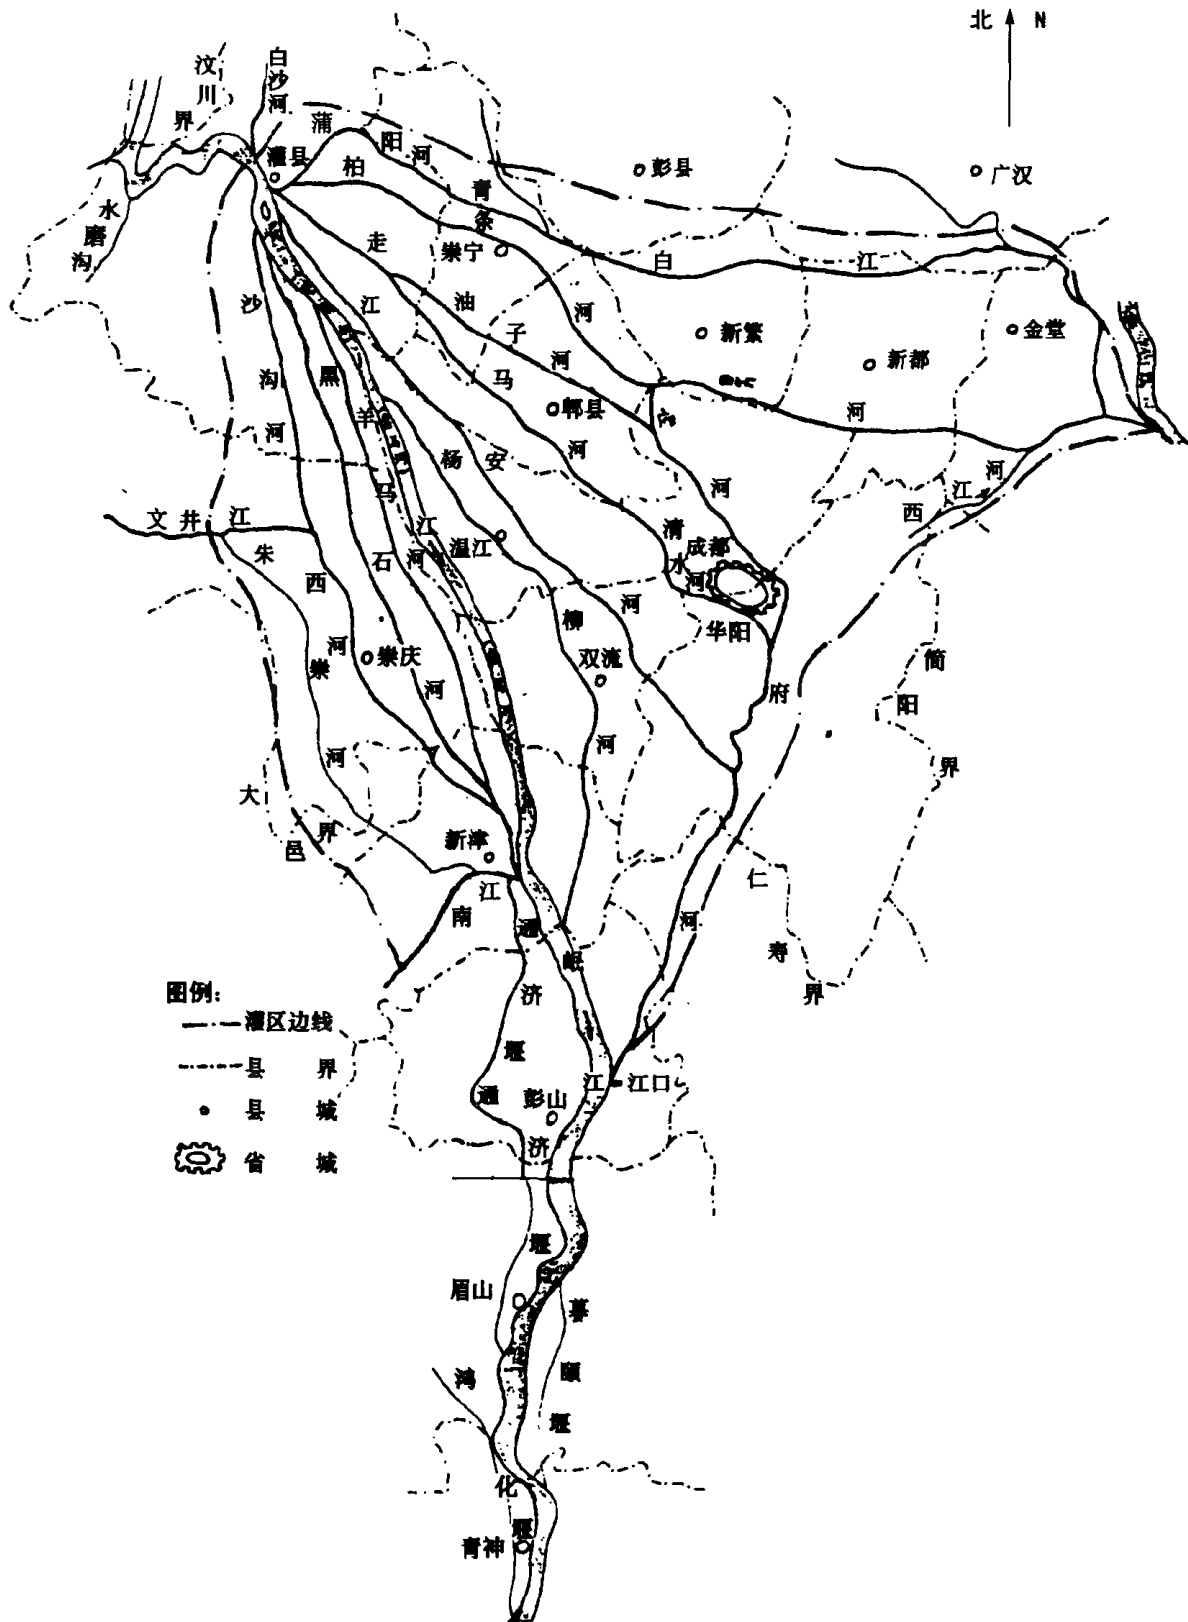 北 N
汶川界
白沙河
灌县
蒲阳河
柏条河
青白江
彭县
广汉
水磨沟
走马河
崇宁
江安河
油子河
沙沟河
黑石河
羊马河
新繁
新都
金堂
郫县
河
杨柳河
文井江
西河
朱崇河
江
温江
清水河
成都
华阳
西江河
崇庆
双流
府河
简阳界
大邑界
新津
南江
仁寿界
通济堰
岷江
江口
彭山
通济堰
眉山
蟇颐堰
鸿化堰
青神
图例：
灌区边线
县界
县城
省城